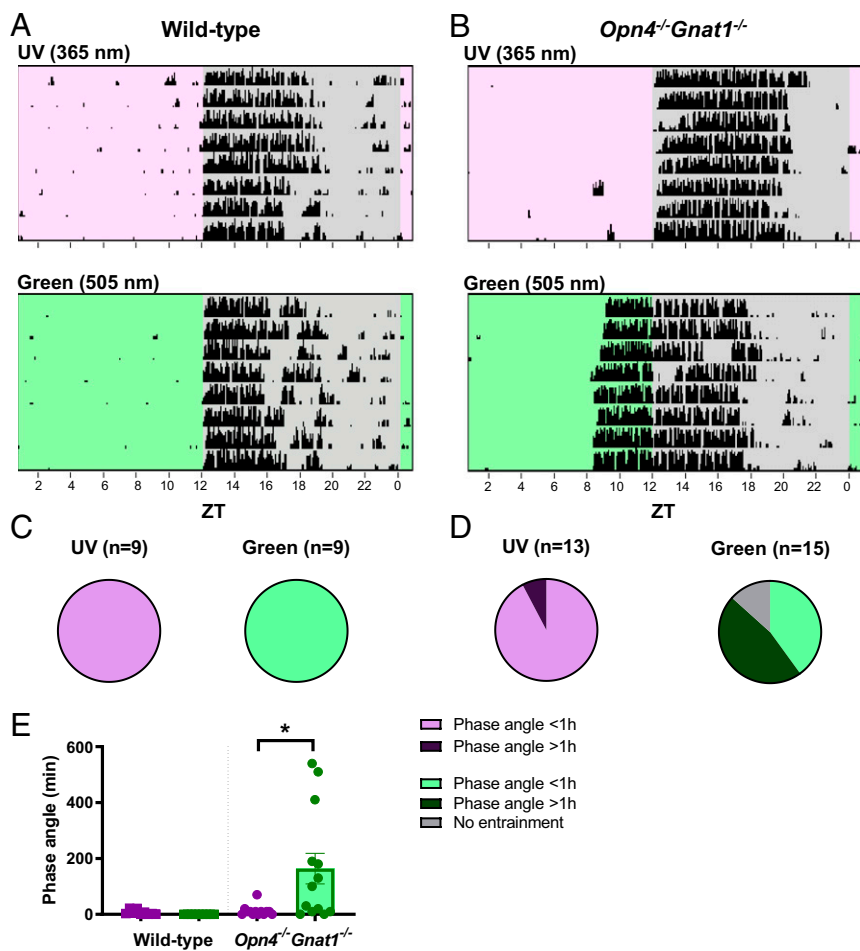 A
Wild-type
UV (365 nm)
Green (505 nm)
2 4 6 8 10 12 14 16 18 20 22 0
ZT
B
Opn4-/-Gnat1-/-
UV (365 nm)
Green (505 nm)
2 4 6 8 10 12 14 16 18 20 22 0
ZT
C
UV (n=9)
Green (n=9)
D
UV (n=13)
Green (n=15)
Phase angle <1h
Phase angle >1h
Phase angle <1h
Phase angle >1h
No entrainment
E
Phase angle (min)
600
400
200
0
*
Wild-type
Opn4-/-Gnat1-/-